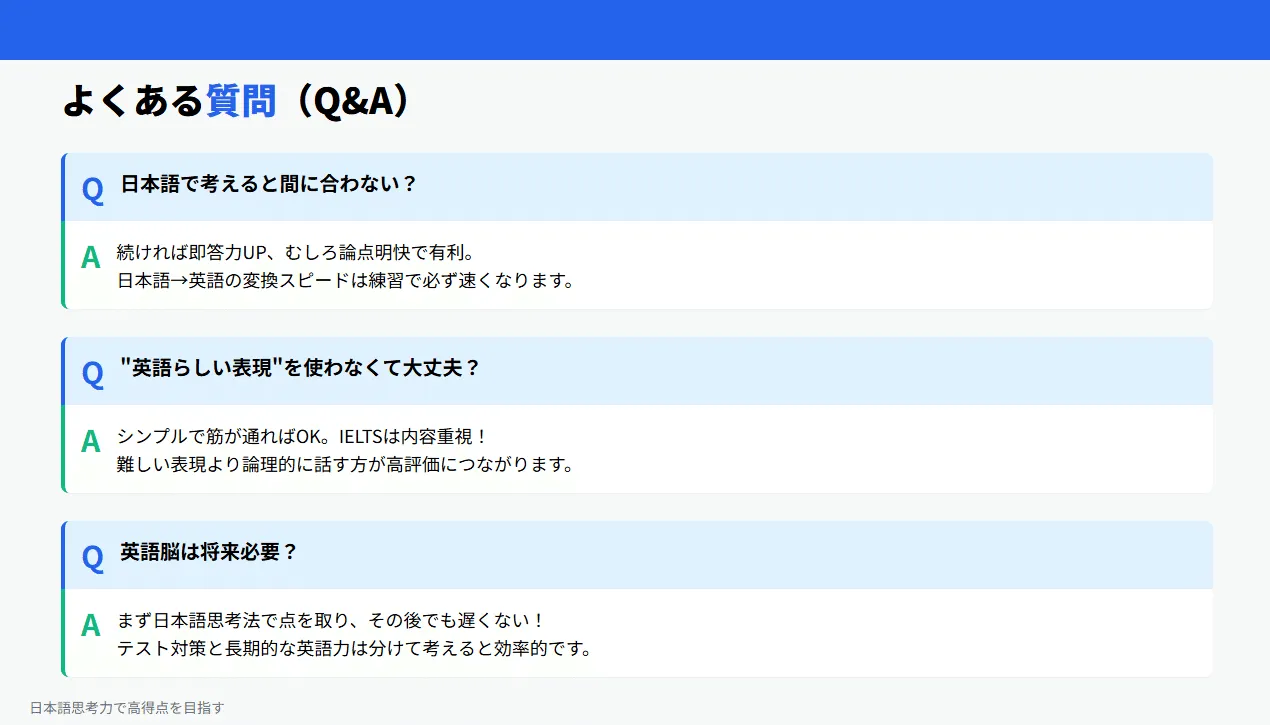 よくある質問（Q&A）
Q 日本語で考えると間に合わない？
A 続ければ即答力UP、むしろ論点明快で有利。
日本語→英語の変換スピードは練習で必ず速くなります。
Q "英語らしい表現"を使わなくて大丈夫？
A シンプルで筋が通ればOK。IELTSは内容重視！
難しい表現より論理的に話す方が高評価につながります。
Q 英語脳は将来必要？
A まず日本語思考法で点を取り、その後でも遅くない！
テスト対策と長期的な英語力は分けて考えると効率的です。
日本語思考力で高得点を目指す